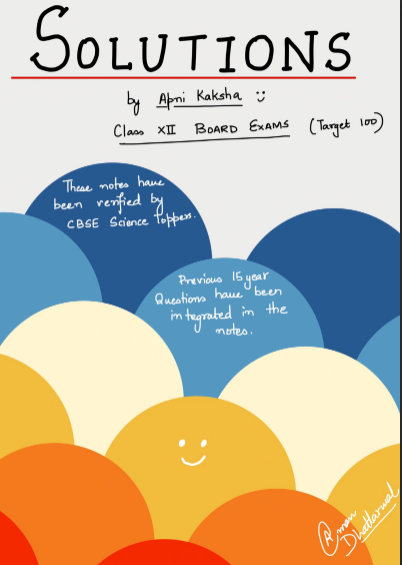 SOLUTIONS
by Apni Kaksha
Class XII BOARD EXAMS (Target 100)
These notes have
been verified by
CBSE Science Toppers.
Previous 15 year
Questions have been
integrated in the
notes.
Aman
Dhattarwal